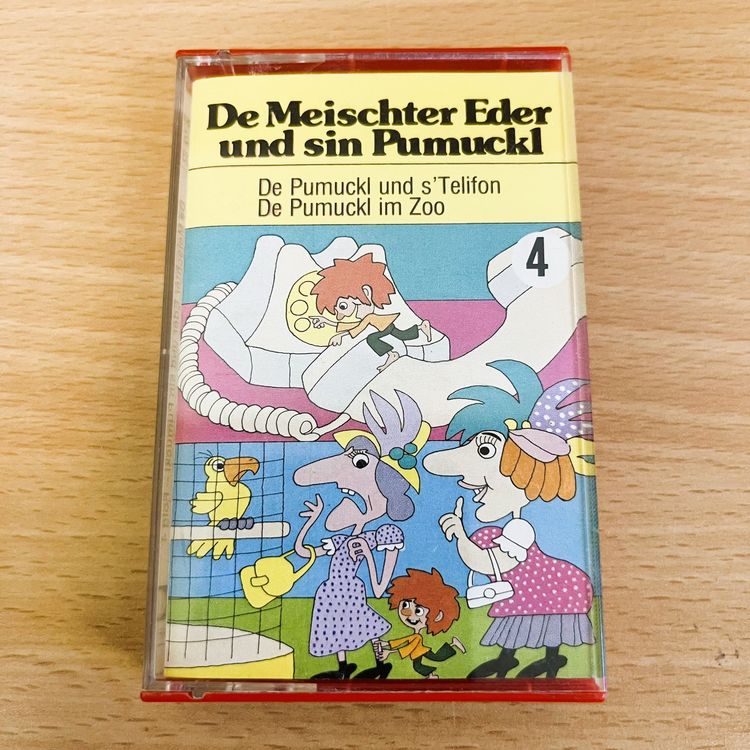 De Meischter Eder
und sin Pumuckl
De Pumuckl und s'Telifon
De Pumuckl im Zoo
4